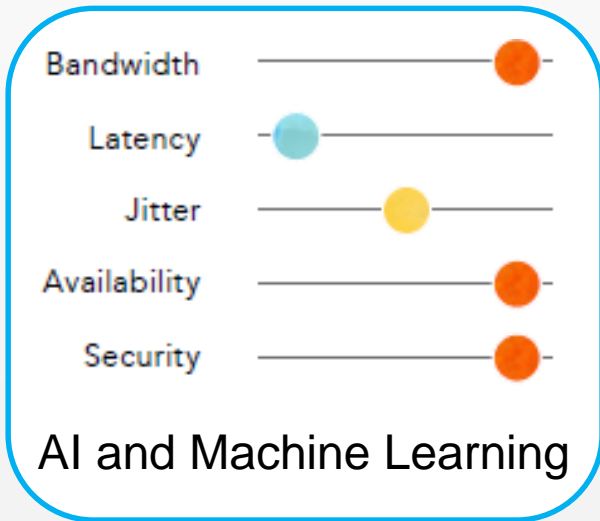 Bandwidth
Latency
Jitter
Availability
Security
AI and Machine Learning